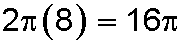 2π(8) = 16π